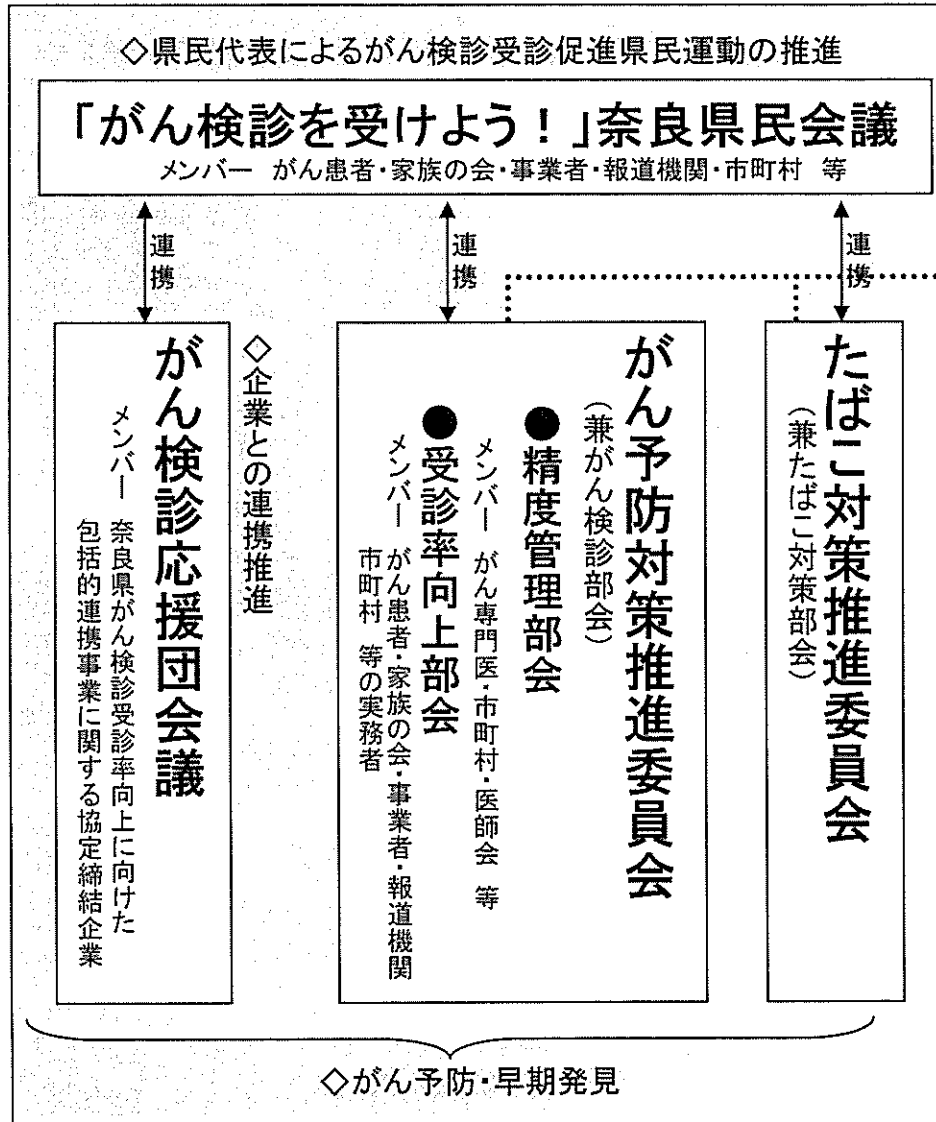 ◇県民代表によるがん検診受診促進県民運動の推進
「がん検診を受けよう！」奈良県民会議
メンバー がん患者・家族の会・事業者・報道機関・市町村 等
連携
連携
連携
◇企業との連携推進
がん検診応援団会議
メンバー 奈良県がん検診受診率向上に向けた
包括的連携事業に関する協定締結企業
がん予防対策推進委員会
（兼がん検診部会）
●精度管理部会
メンバー がん専門医・市町村・医師会 等
●受診率向上部会
メンバー がん患者・家族の会・事業者・報道機関
市町村 等の実務者
たばこ対策推進委員会
（兼たばこ対策部会）
◇がん予防・早期発見